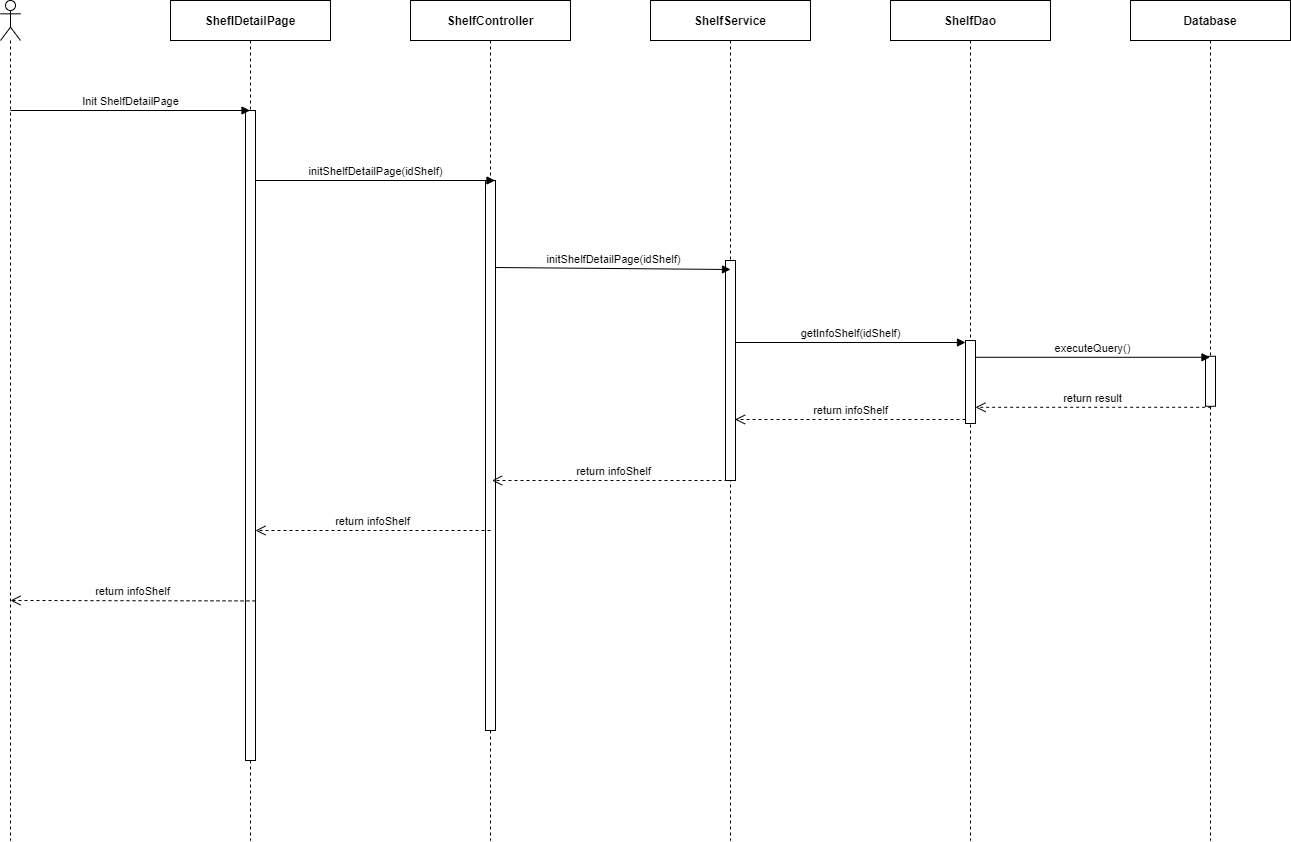 SheflDetailPage
ShelfController
ShelfService
ShelfDao
Database
Init ShelfDetailPage
initShelfDetailPage(idShelf)
initShelfDetailPage(idShelf)
getInfoShelf(idShelf)
executeQuery()
return result
return infoShelf
return infoShelf
return infoShelf
return infoShelf